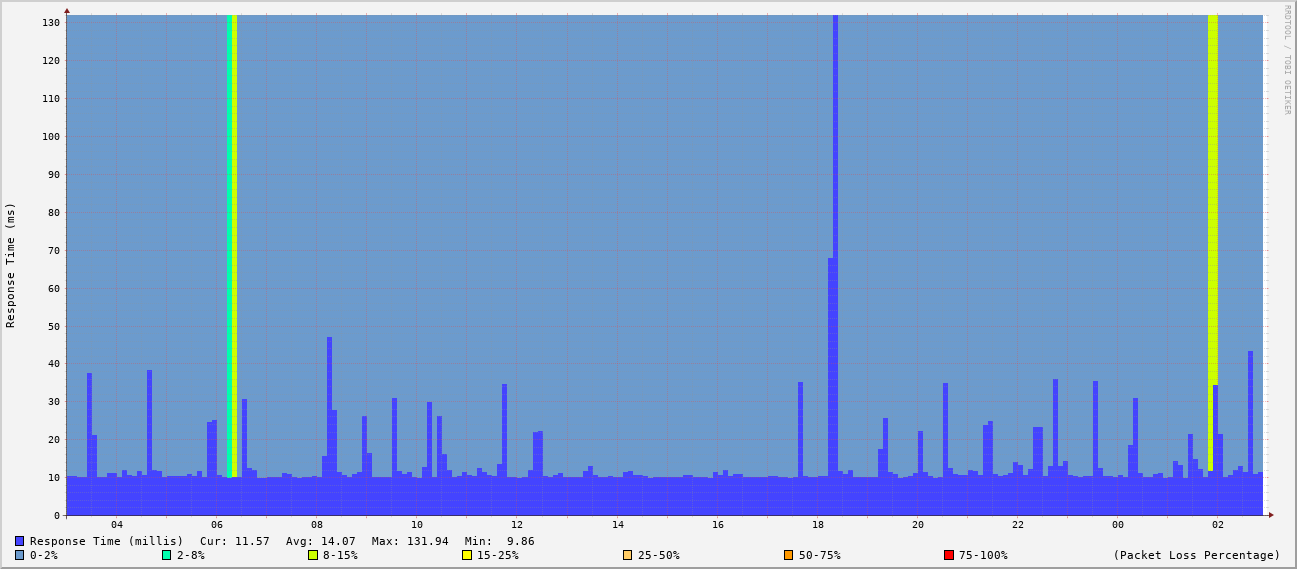 RRDTOOL / TOBI OETIKER
Response Time (ms)
130
120
110
100
90
80
70
60
50
40
30
20
10
0
04 06 08 10 12 14 16 18 20 22 00 02
Response Time (millis) Cur: 11.57 Avg: 14.07 Max: 131.94 Min: 9.86
0-2% 2-8% 8-15% 15-25% 25-50% 50-75% 75-100% (Packet Loss Percentage)